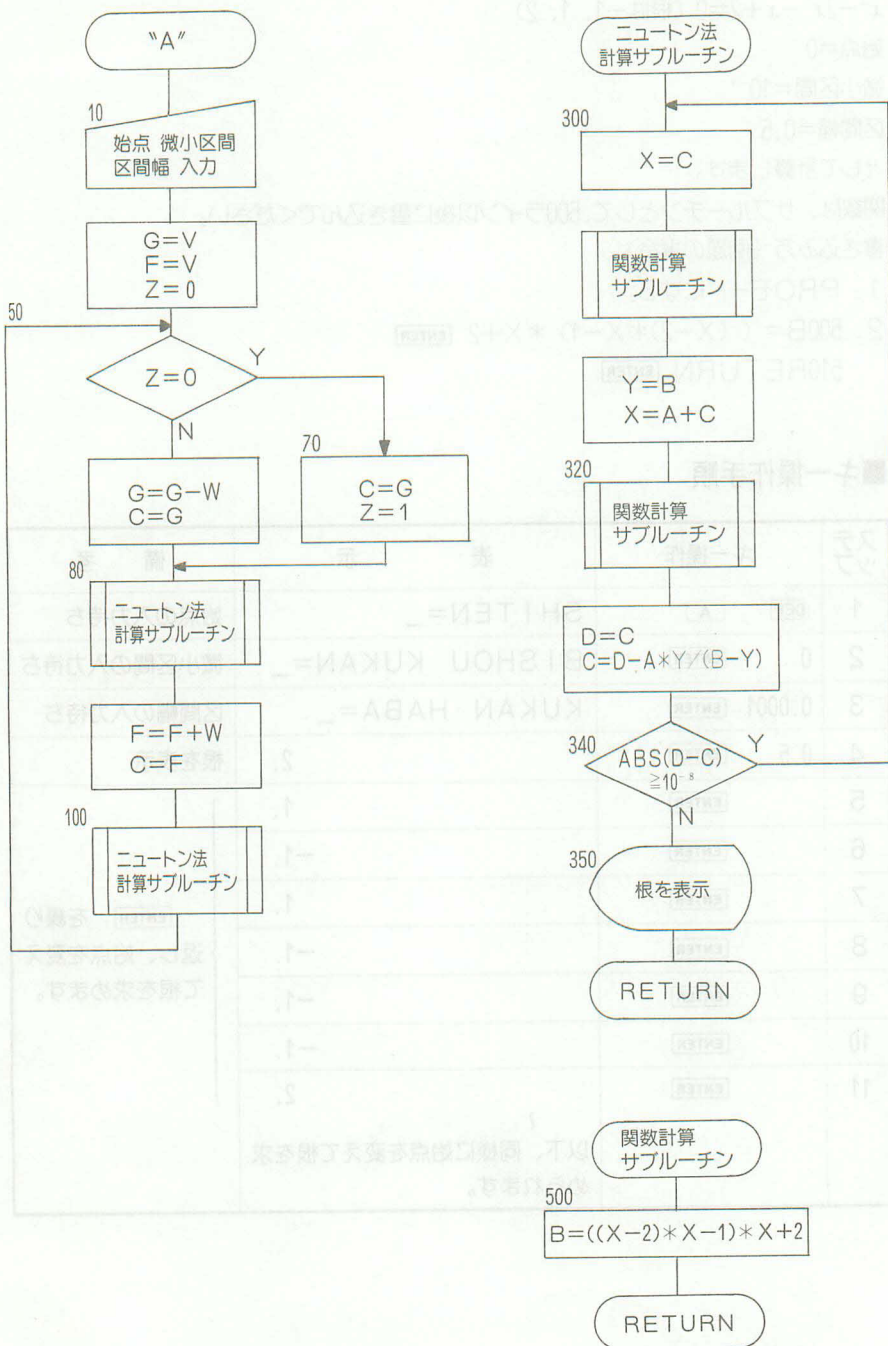 "A"
10
始点 微小区間
区間幅 入力
G=V
F=V
Z=0
50
Z=0
Y
N
70
G=G-W
C=G
C=G
Z=1
80
ニュートン法
計算サブルーチン
F=F+W
C=F
100
ニュートン法
計算サブルーチン
ニュートン法
計算サブルーチン
300
X=C
関数計算
サブルーチン
Y=B
X=A+C
320
関数計算
サブルーチン
D=C
C=D-A*Y/(B-Y)
340
ABS(D-C)
≧10⁻⁸
Y
N
350
根を表示
RETURN
関数計算
サブルーチン
500
B=((X-2)*X-1)*X+2
RETURN